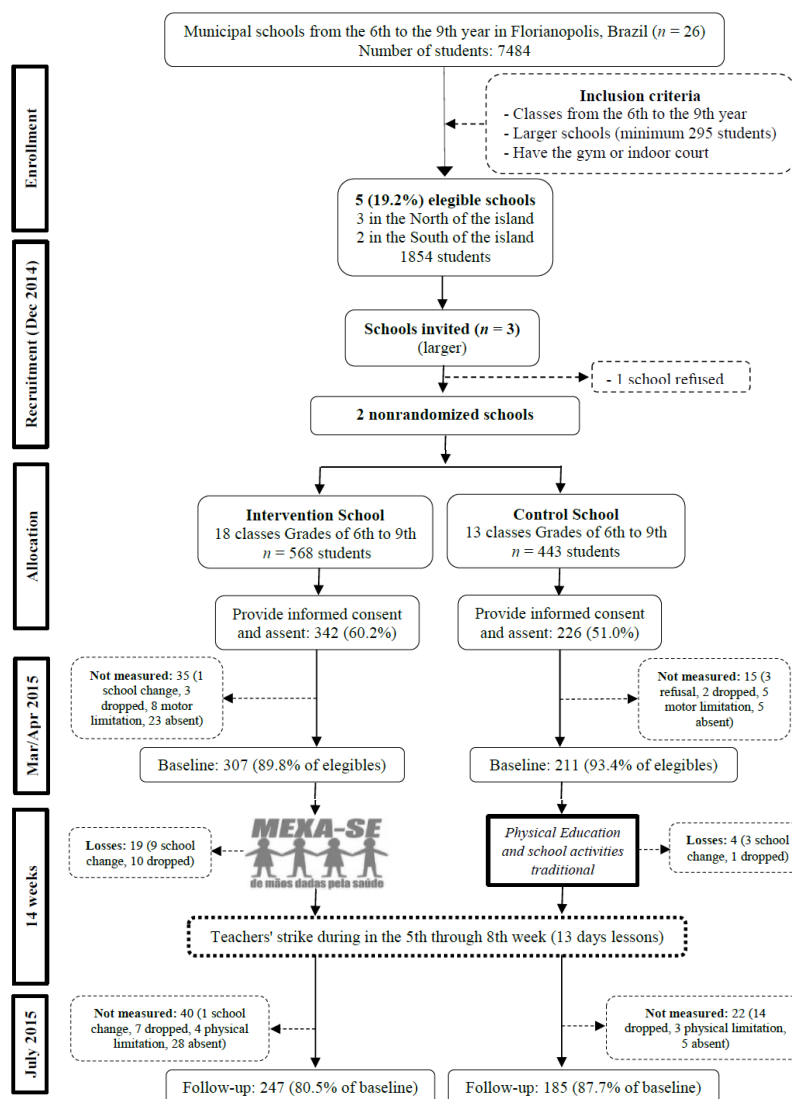 Municipal schools from the 6th to the 9th year in Florianopolis, Brazil (n = 26)
Number of students: 7484
Enrollment
Inclusion criteria
- Classes from the 6th to the 9th year
- Larger schools (minimum 295 students)
- Have the gym or indoor court
5 (19.2%) elegible schools
3 in the North of the island
2 in the South of the island
1854 students
Recruitment (Dec 2014)
Schools invited (n = 3)
(larger)
- 1 school refused
2 nonrandomized schools
Allocation
Intervention School
18 classes Grades of 6th to 9th
n = 568 students
Control School
13 classes Grades of 6th to 9th
n = 443 students
Provide informed consent
and assent: 342 (60.2%)
Provide informed consent
and assent: 226 (51.0%)
Mar/Apr 2015
Not measured: 35 (1
school change, 3
dropped, 8 motor
limitation, 23 absent)
Not measured: 15 (3
refusal, 2 dropped, 5
motor limitation, 5
absent)
Baseline: 307 (89.8% of elegibles)
Baseline: 211 (93.4% of elegibles)
14 weeks
Losses: 19 (9 school
change, 10 dropped)
MEXA-SE
de mãos dadas pela saúde
Physical Education
and school activities
traditional
Losses: 4 (3 school
change, 1 dropped)
Teachers' strike during in the 5th through 8th week (13 days lessons)
July 2015
Not measured: 40 (1 school
change, 7 dropped, 4 physical
limitation, 28 absent)
Not measured: 22 (14
dropped, 3 physical limitation,
5 absent)
Follow-up: 247 (80.5% of baseline)
Follow-up: 185 (87.7% of baseline)